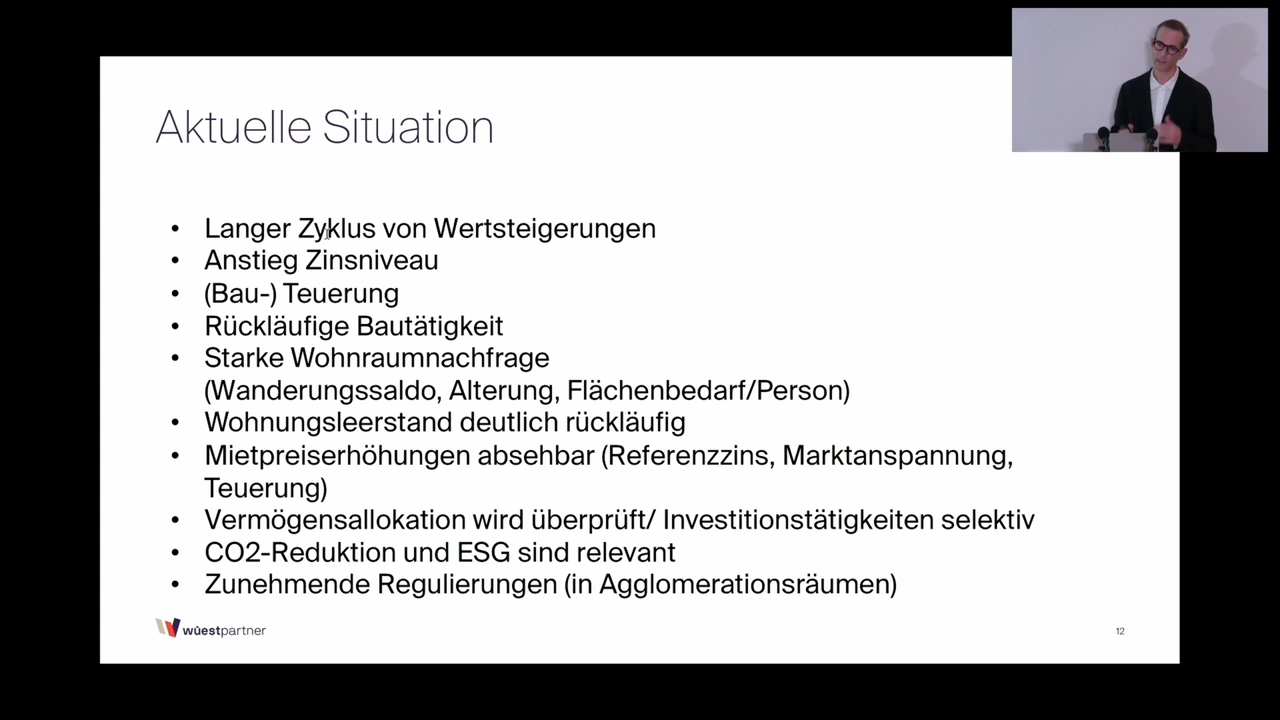 Aktuelle Situation
• Langer Zyklus von Wertsteigerungen
• Anstieg Zinsniveau
• (Bau-) Teuerung
• Rückläufige Bautätigkeit
• Starke Wohnraumnachfrage
(Wanderungssaldo, Alterung, Flächenbedarf/Person)
• Wohnungsleerstand deutlich rückläufig
• Mietpreiserhöhungen absehbar (Referenzzins, Marktanspannung,
Teuerung)
• Vermögensallokation wird überprüft/ Investitionstätigkeiten selektiv
• CO2-Reduktion und ESG sind relevant
• Zunehmende Regulierungen (in Agglomerationsräumen)
wüestpartner
12